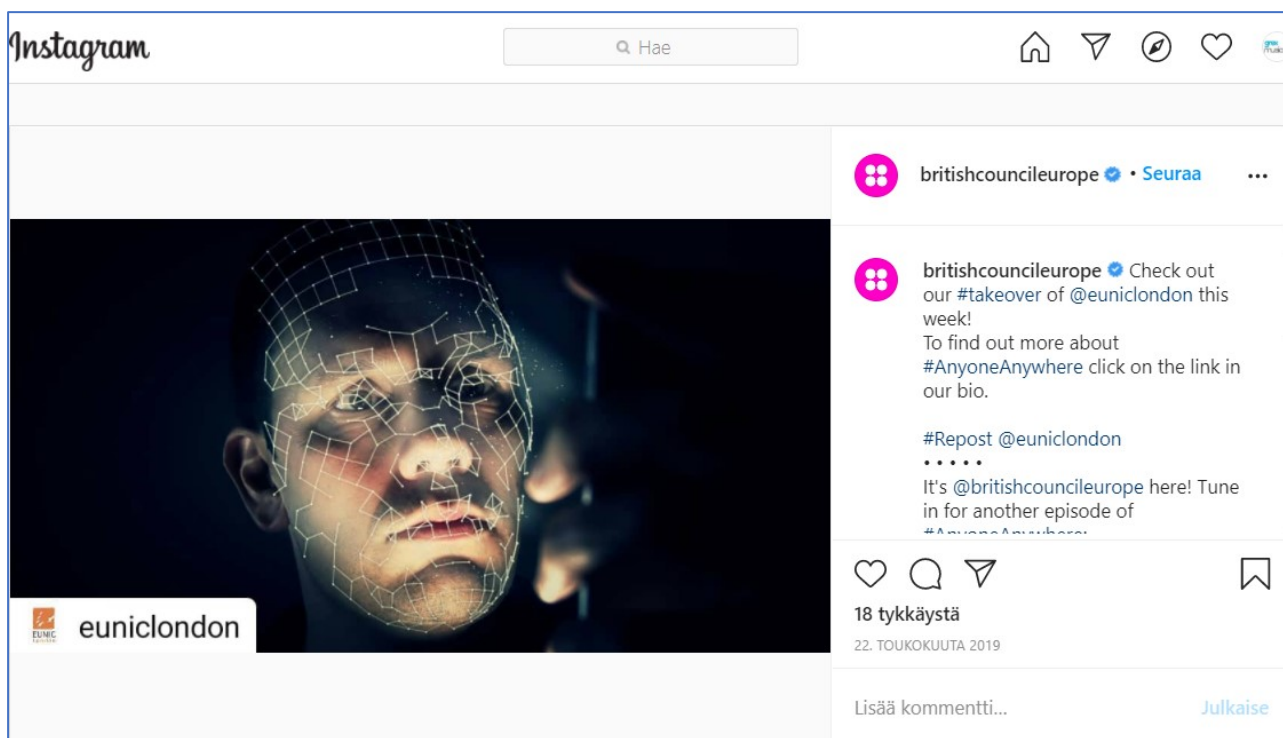 Instagram
Hae
britishcouncileurope • Seuraa
britishcouncileurope Check out
our #takeover of @euniclondon this
week!
To find out more about
#AnyoneAnywhere click on the link in
our bio.
#Repost @euniclondon
• • • • •
It's @britishcouncileurope here! Tune
in for another episode of
#AnyoneAnywhere:
EUNIC
euniclondon
18 tykkäystä
22. TOUKOKUUTA 2019
Lisää kommentti...
Julkaise